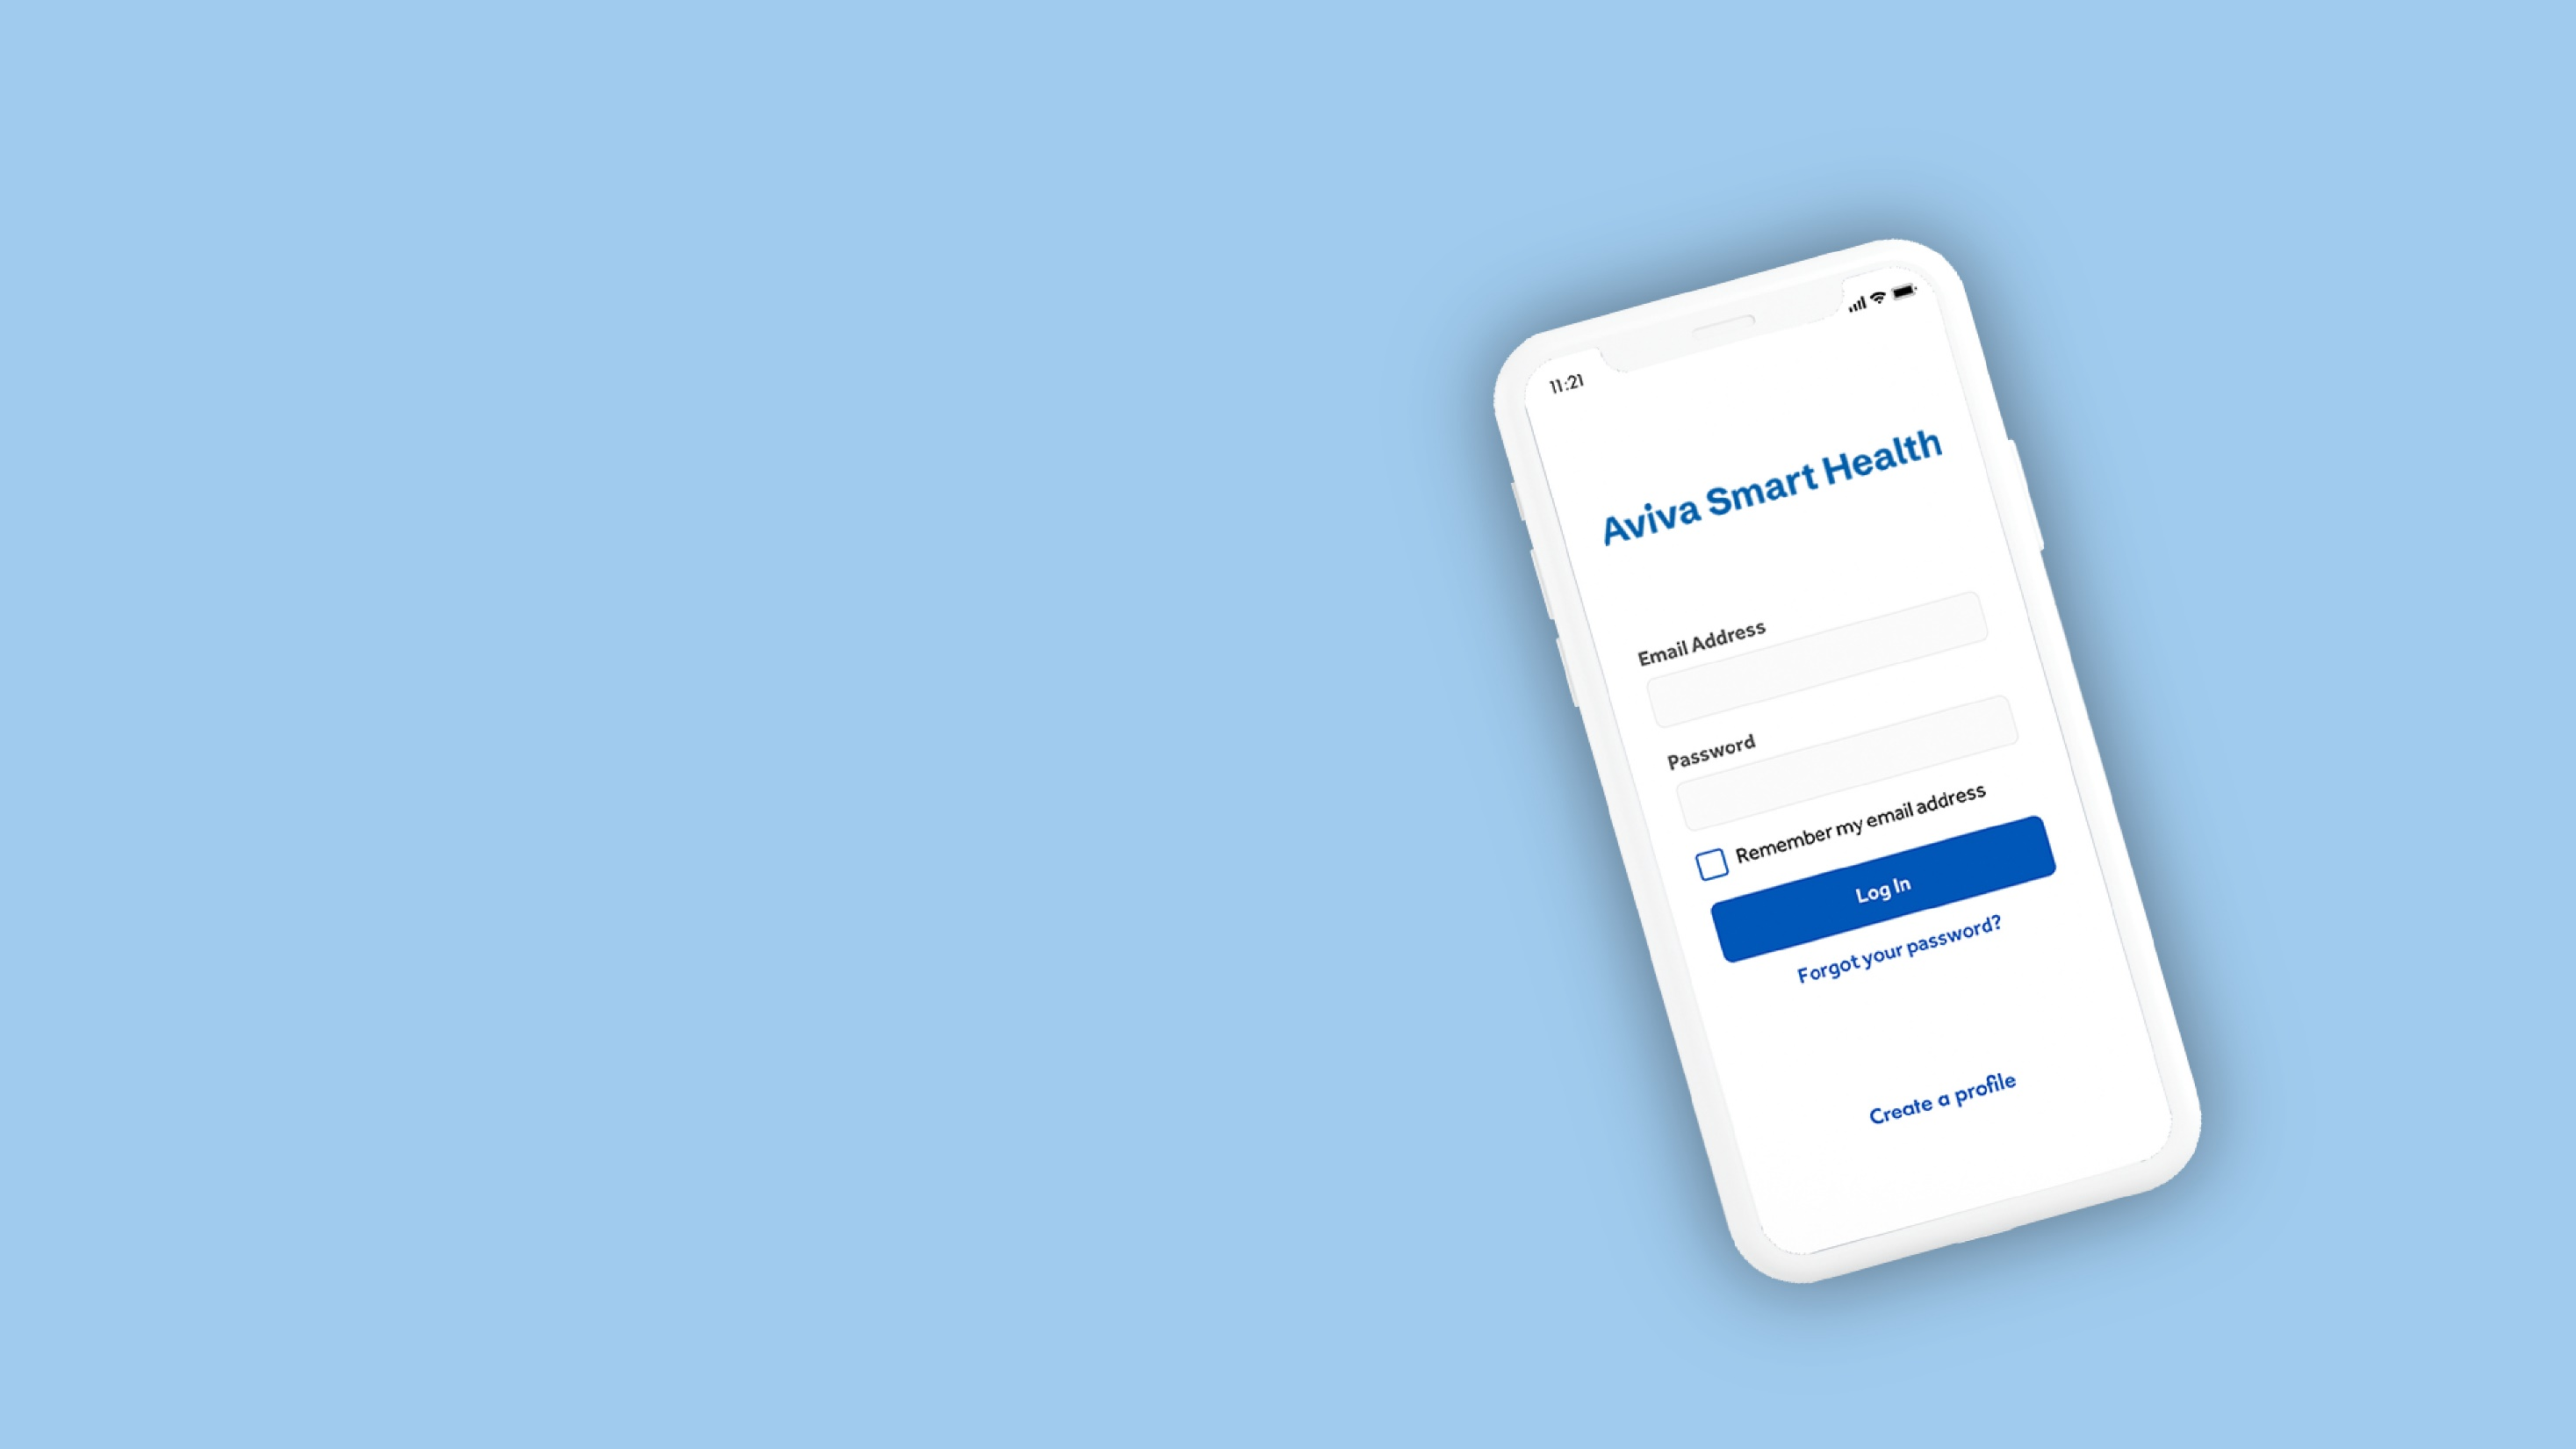 11:21
Aviva Smart Health
Email Address
Password
Remember my email address
Log In
Forgot your password?
Create a profile